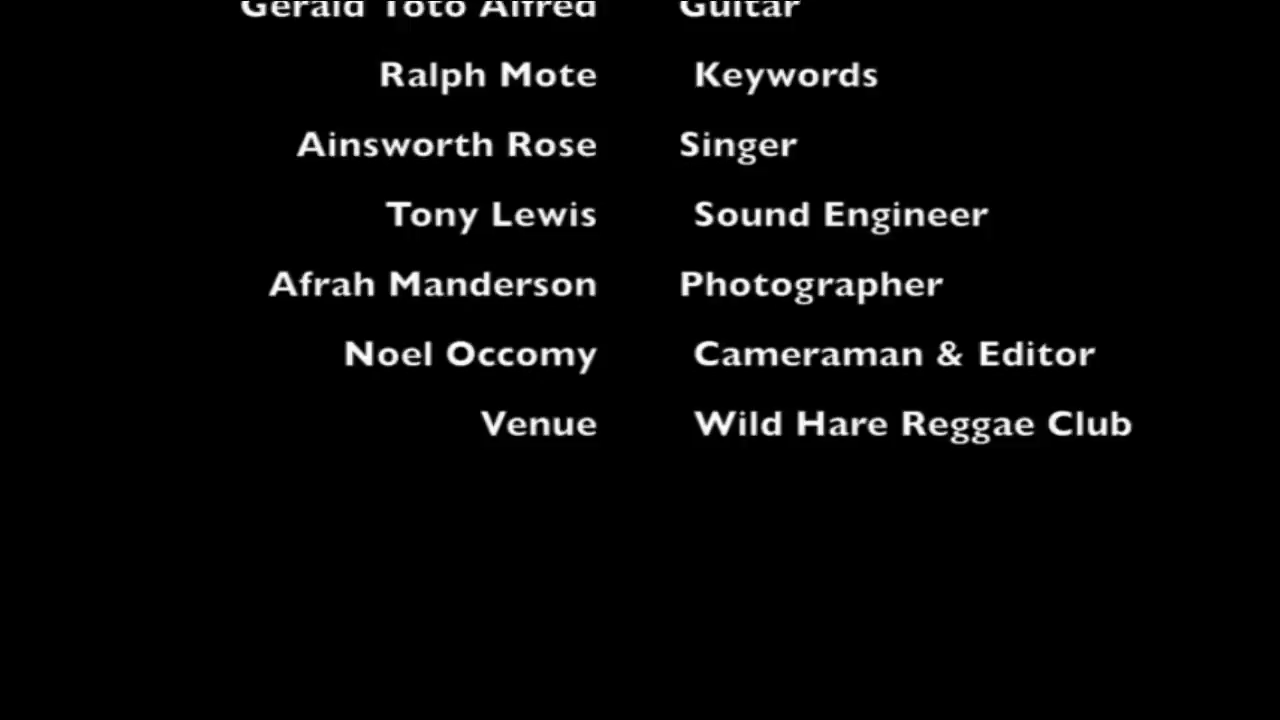 Gerald Toto Alfred Guitar
Ralph Mote Keywords
Ainsworth Rose Singer
Tony Lewis Sound Engineer
Afrah Manderson Photographer
Noel Occomy Cameraman & Editor
Venue Wild Hare Reggae Club